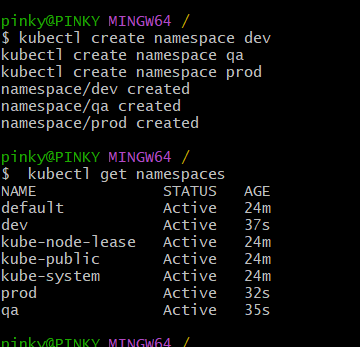 pinky@PINKY MINGW64 /
$ kubectl create namespace dev
kubectl create namespace qa
kubectl create namespace prod
namespace/dev created
namespace/qa created
namespace/prod created
pinky@PINKY MINGW64 /
$  kubectl get namespaces
NAME              STATUS   AGE
default           Active   24m
dev               Active   37s
kube-node-lease   Active   24m
kube-public       Active   24m
kube-system       Active   24m
prod              Active   32s
qa                Active   35s
pinky@PINKY MINGW64 /